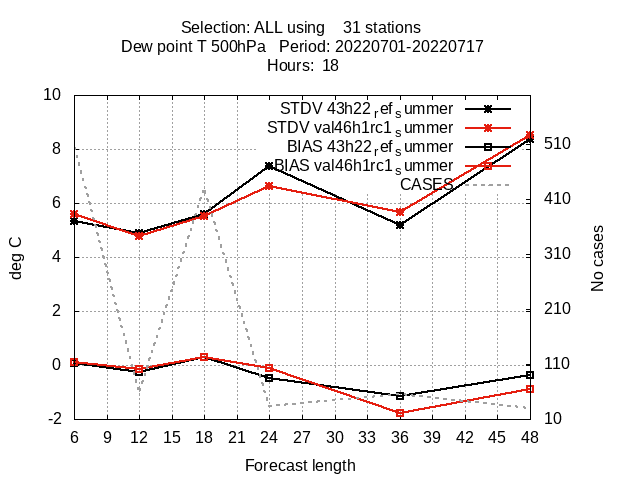 Selection: ALL using    31 stations
Dew point T 500hPa   Period: 20220701-20220717
Hours: 18
STDV 43h22_ref_summer
STDV val46h1rc1_summer
BIAS 43h22_ref_summer
BIAS val46h1rc1_summer
CASES
10
8
6
4
2
0
-2
deg C
510
410
310
210
110
10
No cases
6 9 12 15 18 21 24 27 30 33 36 39 42 45 48
Forecast length